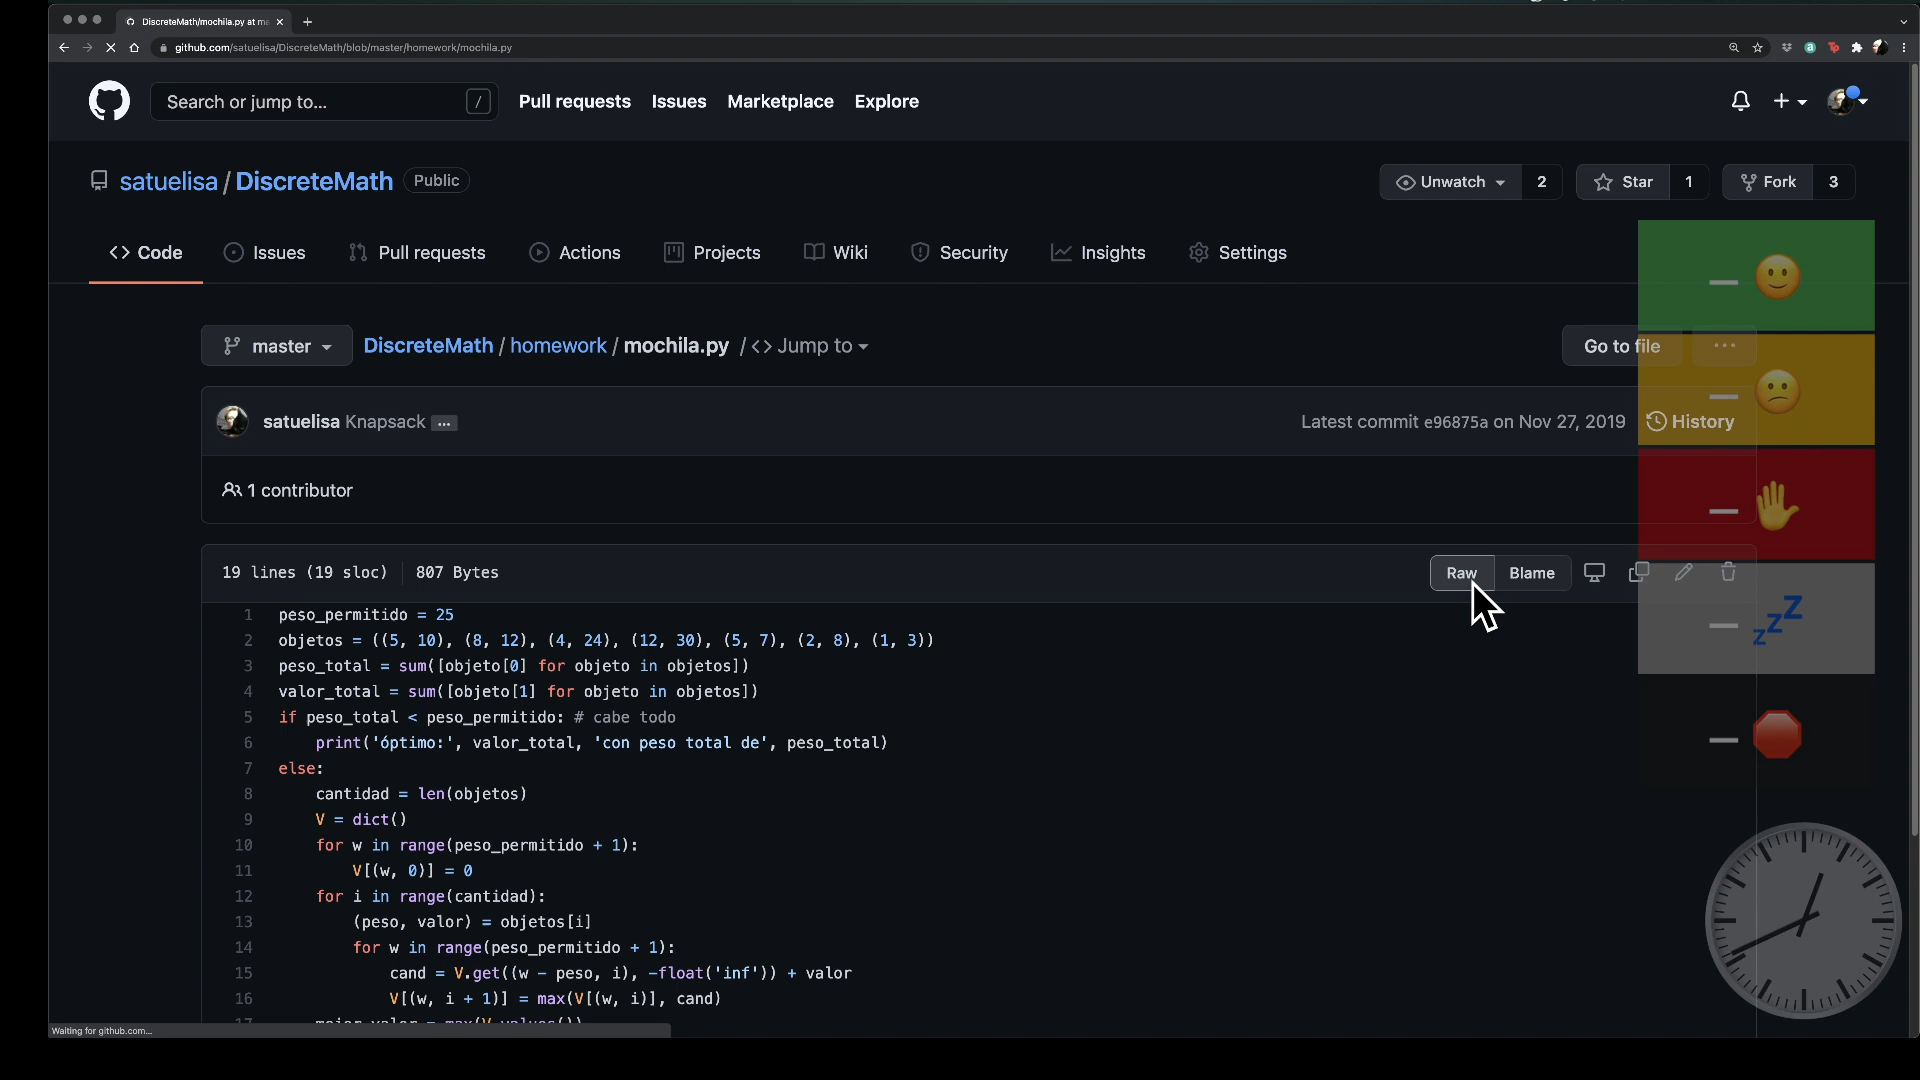 DiscreteMath/mochila.py at ma
github.com/satuelisa/DiscreteMath/blob/master/homework/mochila.py
Search or jump to... /
Pull requests Issues Marketplace Explore
satuelisa / DiscreteMath Public
Unwatch 2 Star 1 Fork 3
Code Issues Pull requests Actions Projects Wiki Security Insights Settings
master DiscreteMath / homework / mochila.py / <> Jump to
Go to file ...
satuelisa Knapsack ...
Latest commit e96875a on Nov 27, 2019 History
1 contributor
19 lines (19 sloc) 807 Bytes
Raw Blame
1 peso_permitido = 25
2 objetos = ((5, 10), (8, 12), (4, 24), (12, 30), (5, 7), (2, 8), (1, 3))
3 peso_total = sum([objeto[0] for objeto in objetos])
4 valor_total = sum([objeto[1] for objeto in objetos])
5 if peso_total < peso_permitido: # cabe todo
6 print('óptimo:', valor_total, 'con peso total de', peso_total)
7 else:
8 cantidad = len(objetos)
9 V = dict()
10 for w in range(peso_permitido + 1):
11 V[(w, 0)] = 0
12 for i in range(cantidad):
13 (peso, valor) = objetos[i]
14 for w in range(peso_permitido + 1):
15 cand = V.get((w - peso, i), -float('inf')) + valor
16 V[(w, i + 1)] = max(V[(w, i)], cand)
17 mejor_valor = max(V.values())
Waiting for github.com...